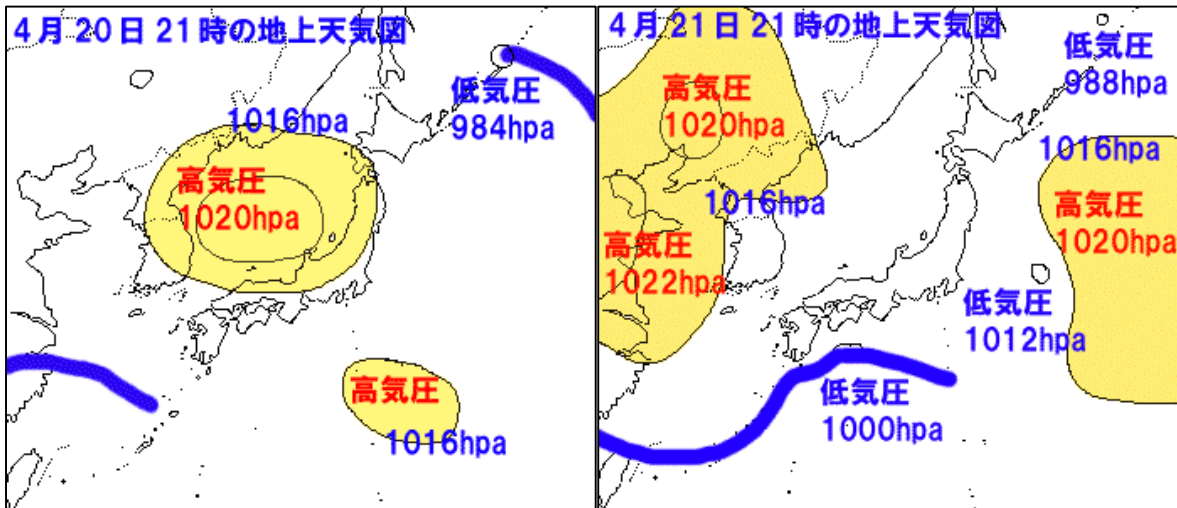 4月20日21時の地上天気図
低気圧
984hpa
1016hpa
高気圧
1020hpa
高気圧
1016hpa
4月21日21時の地上天気図
低気圧
988hpa
高気圧
1020hpa
1016hpa
1016hpa
高気圧
1020hpa
高気圧
1022hpa
低気圧
1012hpa
低気圧
1000hpa